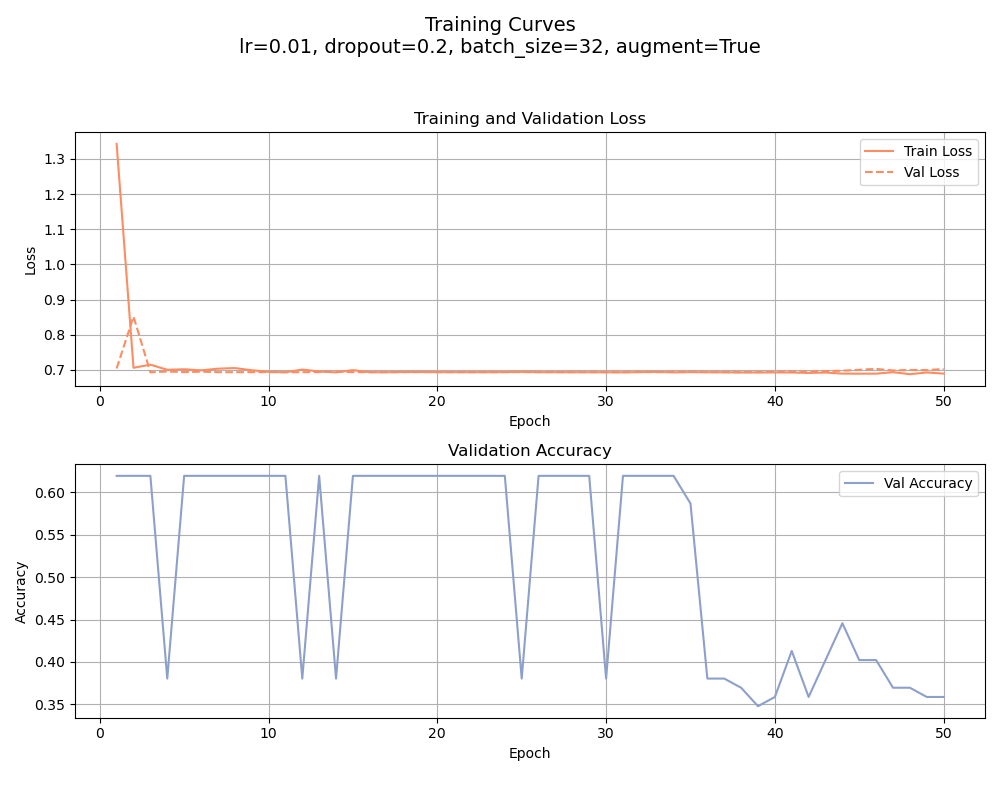 Training Curves
lr=0.01, dropout=0.2, batch_size=32, augment=True
Training and Validation Loss
Train Loss
Val Loss
1.3
1.2
1.1
1.0
0.9
0.8
0.7
Loss
0 10 20 30 40 50
Epoch
Validation Accuracy
Val Accuracy
0.60
0.55
0.50
0.45
0.40
0.35
Accuracy
0 10 20 30 40 50
Epoch